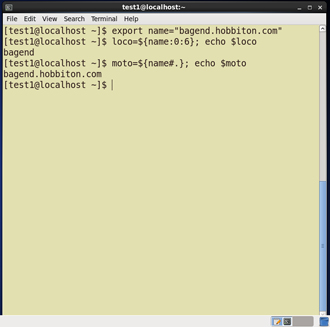 test1@localhost:~
File Edit View Search Terminal Help
[test1@localhost ~]$ export name="bagend.hobbiton.com"
[test1@localhost ~]$ loco=${name:0:6}; echo $loco
bagend
[test1@localhost ~]$ moto=${name#.}; echo $moto
bagend.hobbiton.com
[test1@localhost ~]$